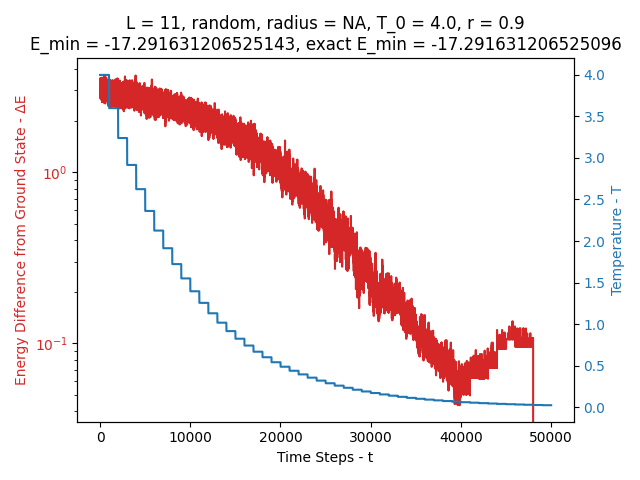 L = 11, random, radius = NA, T_0 = 4.0, r = 0.9
E_min = -17.291631206525143, exact E_min = -17.291631206525096
Energy Difference from Ground State - ΔE
10^0
10^-1
4.0
3.5
3.0
2.5
2.0
1.5
1.0
0.5
0.0
Temperature - T
0 10000 20000 30000 40000 50000
Time Steps - t